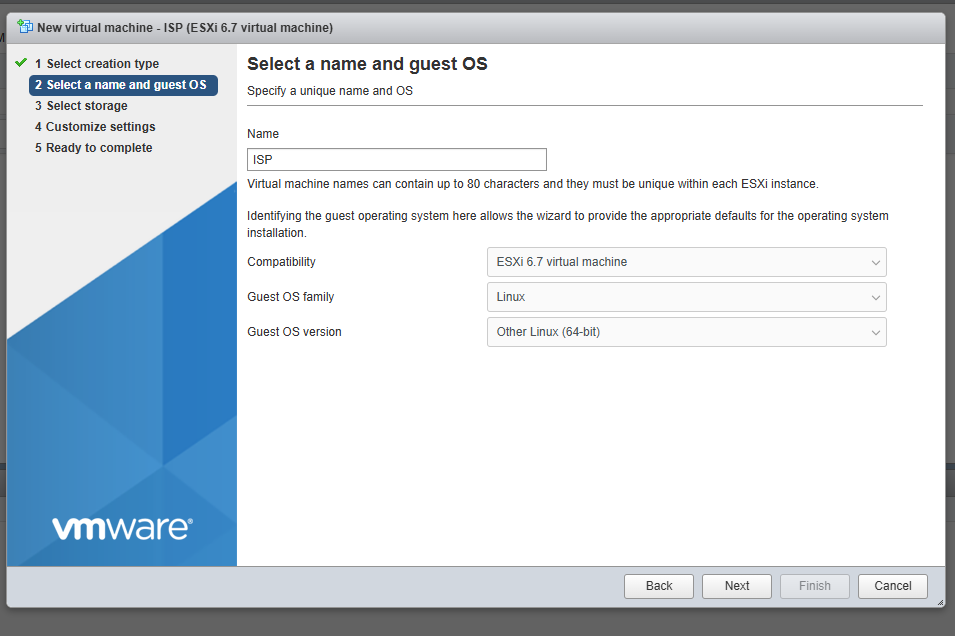 New virtual machine - ISP (ESXi 6.7 virtual machine)
1 Select creation type
2 Select a name and guest OS
3 Select storage
4 Customize settings
5 Ready to complete
vmware®
Select a name and guest OS
Specify a unique name and OS
Name
ISP
Virtual machine names can contain up to 80 characters and they must be unique within each ESXi instance.
Identifying the guest operating system here allows the wizard to provide the appropriate defaults for the operating system
installation.
Compatibility
ESXi 6.7 virtual machine
Guest OS family
Linux
Guest OS version
Other Linux (64-bit)
Back
Next
Finish
Cancel